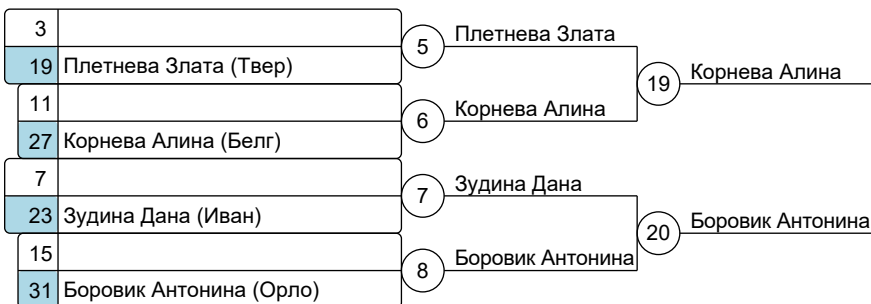 3
Плетнева Злата
5
19 Плетнева Злата (Твер)
Корнева Алина
19
11
Корнева Алина
6
27 Корнева Алина (Белг)
7
Зудина Дана
7
23 Зудина Дана (Иван)
Боровик Антонина
20
15
Боровик Антонина
8
31 Боровик Антонина (Орло)